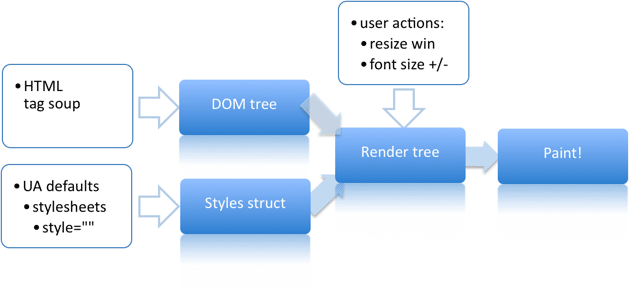 • user actions:
• resize win
• font size +/-
• HTML
tag soup
DOM tree
Render tree
Paint!
• UA defaults
• stylesheets
• style=""
Styles struct